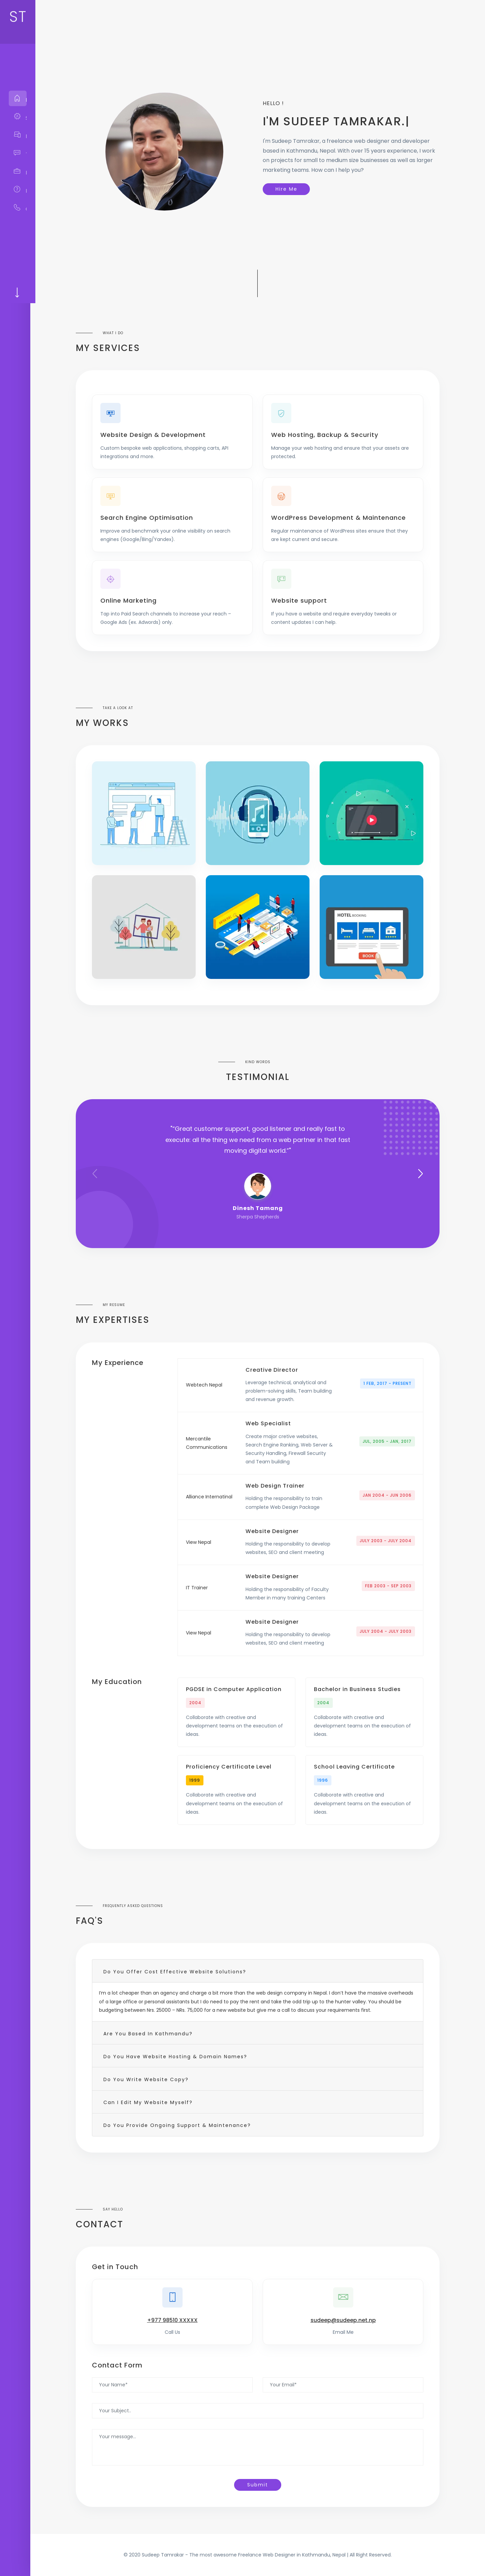 ST
HELLO !
I'M SUDEEP TAMRAKAR.|
I'm Sudeep Tamrakar, a freelance web designer and developer
based in Kathmandu, Nepal. With over 15 years experience, I work
on projects for small to medium size businesses as well as larger
marketing teams. How can I help you?
Hire Me
WHAT I DO
MY SERVICES
Website Design & Development
Custom bespoke web applications, shopping carts, API
integrations and more.
Web Hosting, Backup & Security
Manage your web hosting and ensure that your assets are
protected.
Search Engine Optimisation
Improve and benchmark your online visibility on search
engines (Google/Bing/Yandex).
WordPress Development & Maintenance
Regular maintenance of WordPress sites ensure that they
are kept current and secure.
Online Marketing
Tap into Paid Search channels to increase your reach –
Google Ads (ex. Adwords) only.
Website support
If you have a website and require everyday tweaks or
content updates I can help.
TAKE A LOOK AT
MY WORKS
HOTEL BOOKING
BOOK
KIND WORDS
TESTIMONIAL
"“Great customer support, good listener and really fast to
execute: all the thing we need from a web partner in that fast
moving digital world.”"
Dinesh Tamang
Sherpa Shepherds
MY RESUME
MY EXPERTISES
My Experience
Webtech Nepal
Creative Director
Leverage technical, analytical and
problem-solving skills, Team building
and revenue growth.
1 FEB, 2017 - PRESENT
Mercantile
Communications
Web Specialist
Create major cretive websites,
Search Engine Ranking, Web Server &
Security Handling, Firewall Security
and Team building
JUL, 2005 - JAN, 2017
Alliance Internatinal
Web Design Trainer
Holding the responsibility to train
complete Web Design Package
JAN 2004 - JUN 2006
View Nepal
Website Designer
Holding the responsibility to develop
websites, SEO and client meeting
JULY 2003 - JULY 2004
IT Trainer
Website Designer
Holding the responsibility of Faculty
Member in many training Centers
FEB 2003 - SEP 2003
View Nepal
Website Designer
Holding the responsibility to develop
websites, SEO and client meeting
JULY 2004 - JULY 2003
My Education
PGDSE in Computer Application
2004
Collaborate with creative and
development teams on the execution of
ideas.
Bachelor in Business Studies
2004
Collaborate with creative and
development teams on the execution of
ideas.
Proficiency Certificate Level
1999
Collaborate with creative and
development teams on the execution of
ideas.
School Leaving Certificate
1996
Collaborate with creative and
development teams on the execution of
ideas.
FREQUENTLY ASKED QUESTIONS
FAQ'S
Do You Offer Cost Effective Website Solutions?
I'm a lot cheaper than an agency and charge a bit more than the web design company in Nepal. I don't have the massive overheads
of a large office or personal assistants but I do need to pay the rent and take the odd trip up to the hunter valley. You should be
budgeting between Nrs. 25000 – NRs. 75,000 for a new website but give me a call to discuss your requirements first.
Are You Based In Kathmandu?
Do You Have Website Hosting & Domain Names?
Do You Write Website Copy?
Can I Edit My Website Myself?
Do You Provide Ongoing Support & Maintenance?
SAY HELLO
CONTACT
Get in Touch
+977 98510 XXXXX
Call Us
sudeep@sudeep.net.np
Email Me
Contact Form
Your Name*
Your Email*
Your Subject..
Your message...
Submit
© 2020 Sudeep Tamrakar - The most awesome Freelance Web Designer in Kathmandu, Nepal | All Right Reserved.